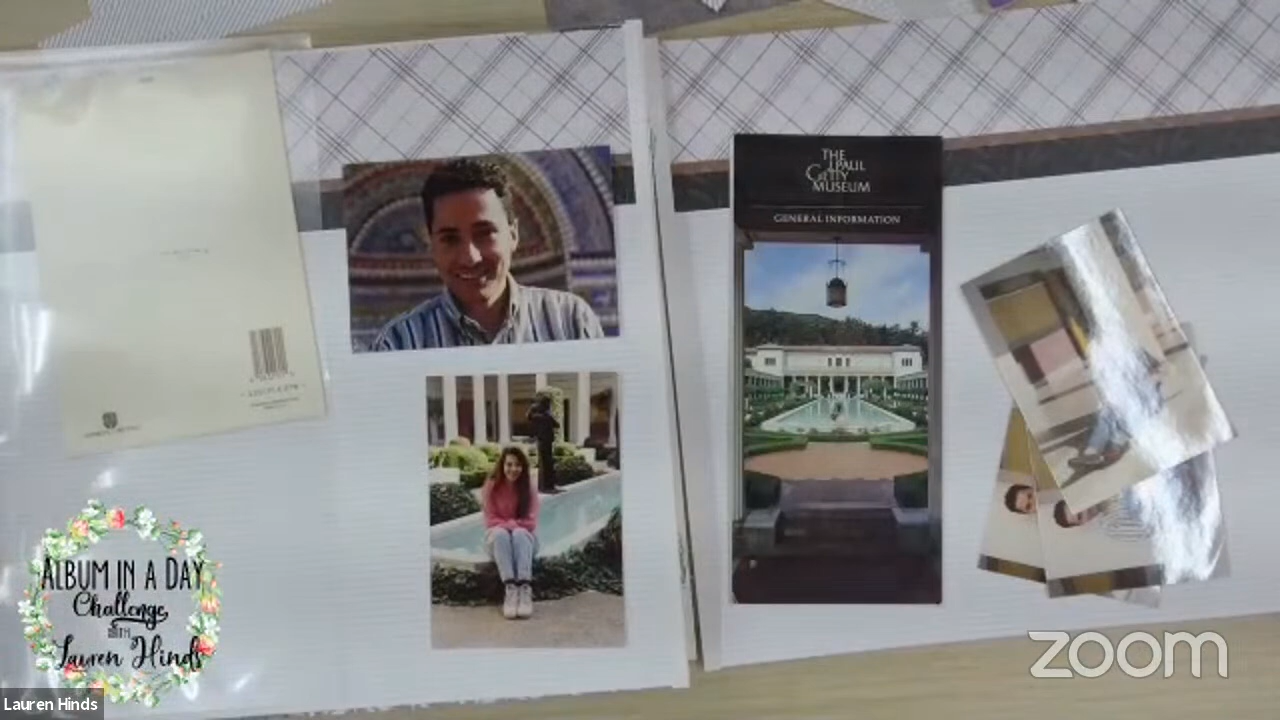 THE
J. PAUL
GETTY
MUSEUM
GENERAL INFORMATION
ALBUM IN A DAY
Challenge
WITH
Lauren Hinds
Lauren Hinds
zoom